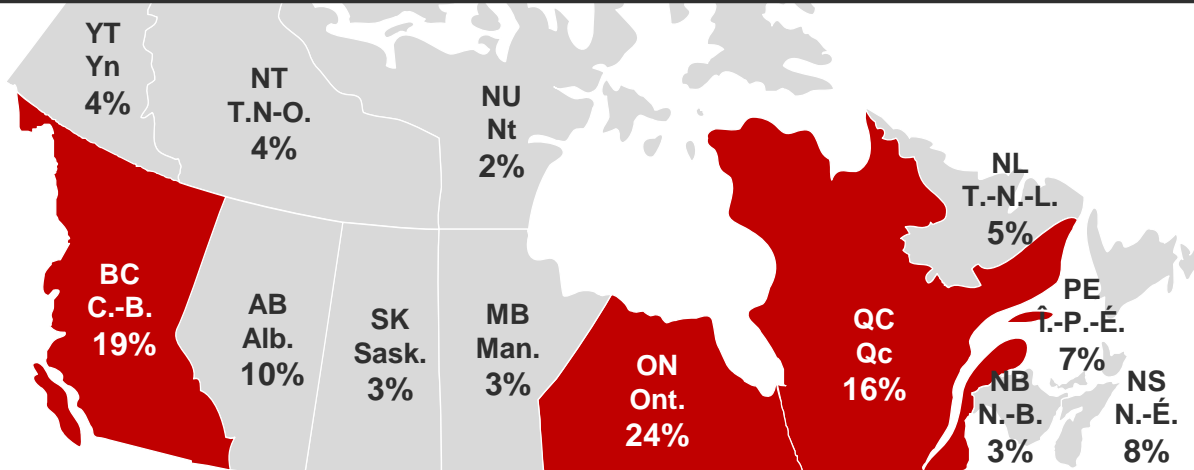 YT
Yn
4%
NT
T.N-O.
4%
NU
Nt
2%
NL
T.-N.-L.
5%
BC
C.-B.
19%
AB
Alb.
10%
SK
Sask.
3%
MB
Man.
3%
ON
Ont.
24%
QC
Qc
16%
PE
Î.-P.-É.
7%
NB
N.-B.
3%
NS
N.-É.
8%